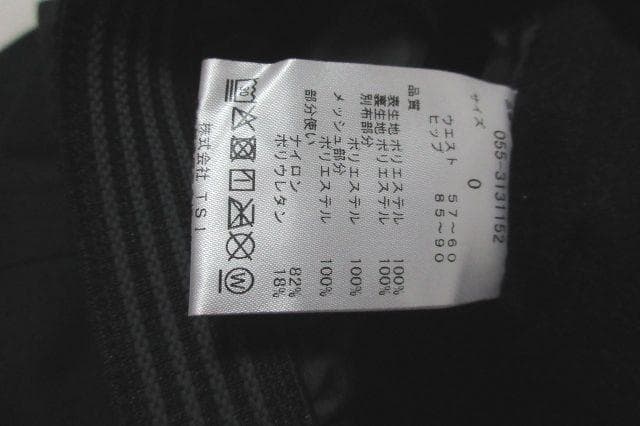 055-3131152
サイズ 0
ウエスト 57～60
ヒップ 85～90
品質
表生地 ポリエステル 100%
裏生地 ポリエステル 100%
別布部分
ポリエステル 100%
メッシュ部分
ポリエステル 100%
部分使い
ナイロン 82%
ポリウレタン 18%
30
W
株式会社 TSI